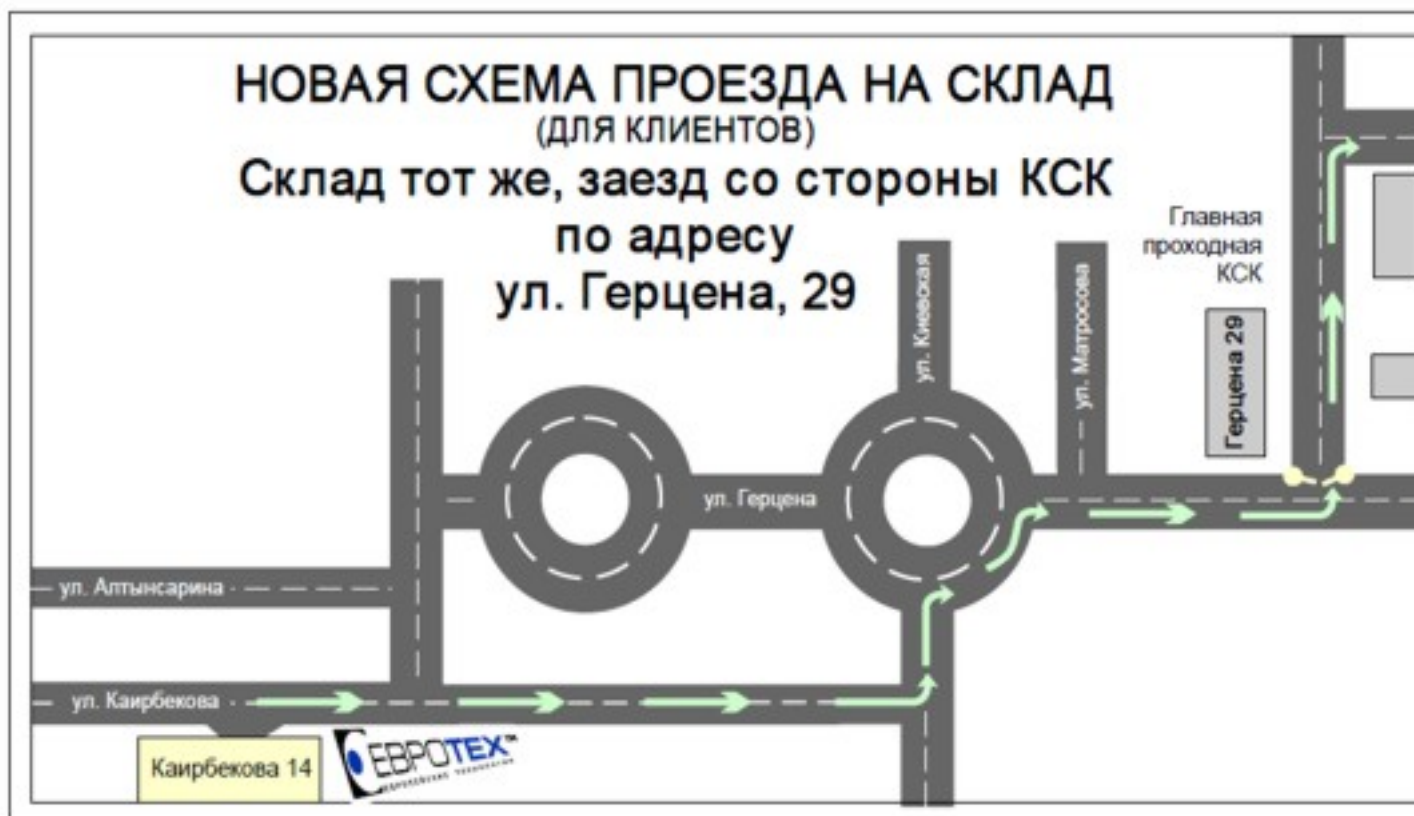 НОВАЯ СХЕМА ПРОЕЗДА НА СКЛАД
(ДЛЯ КЛИЕНТОВ)
Склад тот же, заезд со стороны КСК
по адресу
ул. Герцена, 29
Главная
проходная
КСК
Герцена 29
ул. Киевская
ул. Матросова
ул. Герцена
ул. Алтынсарина
ул. Каирбекова
Каирбекова 14
ЕВРОТЕХ